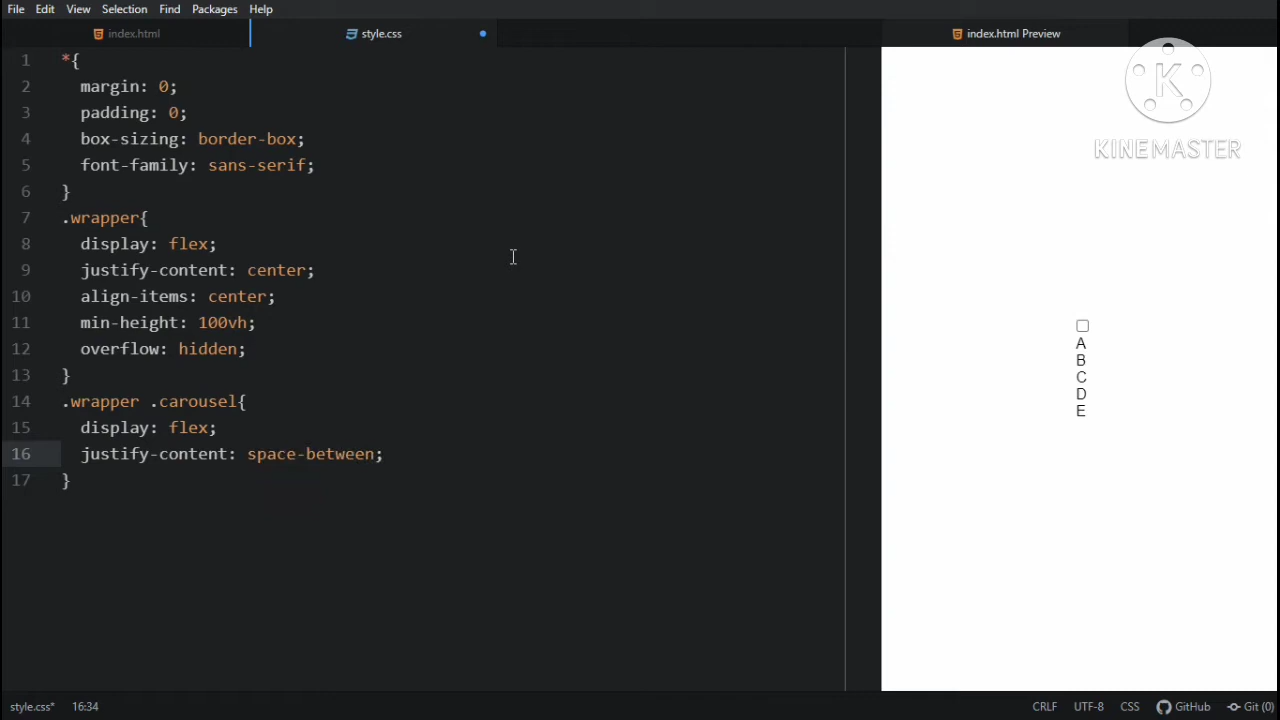 File Edit View Selection Find Packages Help
index.html
style.css
index.html Preview
1 *{
2 margin: 0;
3 padding: 0;
4 box-sizing: border-box;
5 font-family: sans-serif;
6 }
7 .wrapper{
8 display: flex;
9 justify-content: center;
10 align-items: center;
11 min-height: 100vh;
12 overflow: hidden;
13 }
14 .wrapper .carousel{
15 display: flex;
16 justify-content: space-between;
17 }
K
KINEMASTER
A
B
C
D
E
style.css* 16:34
CRLF UTF-8 CSS GitHub Git (0)